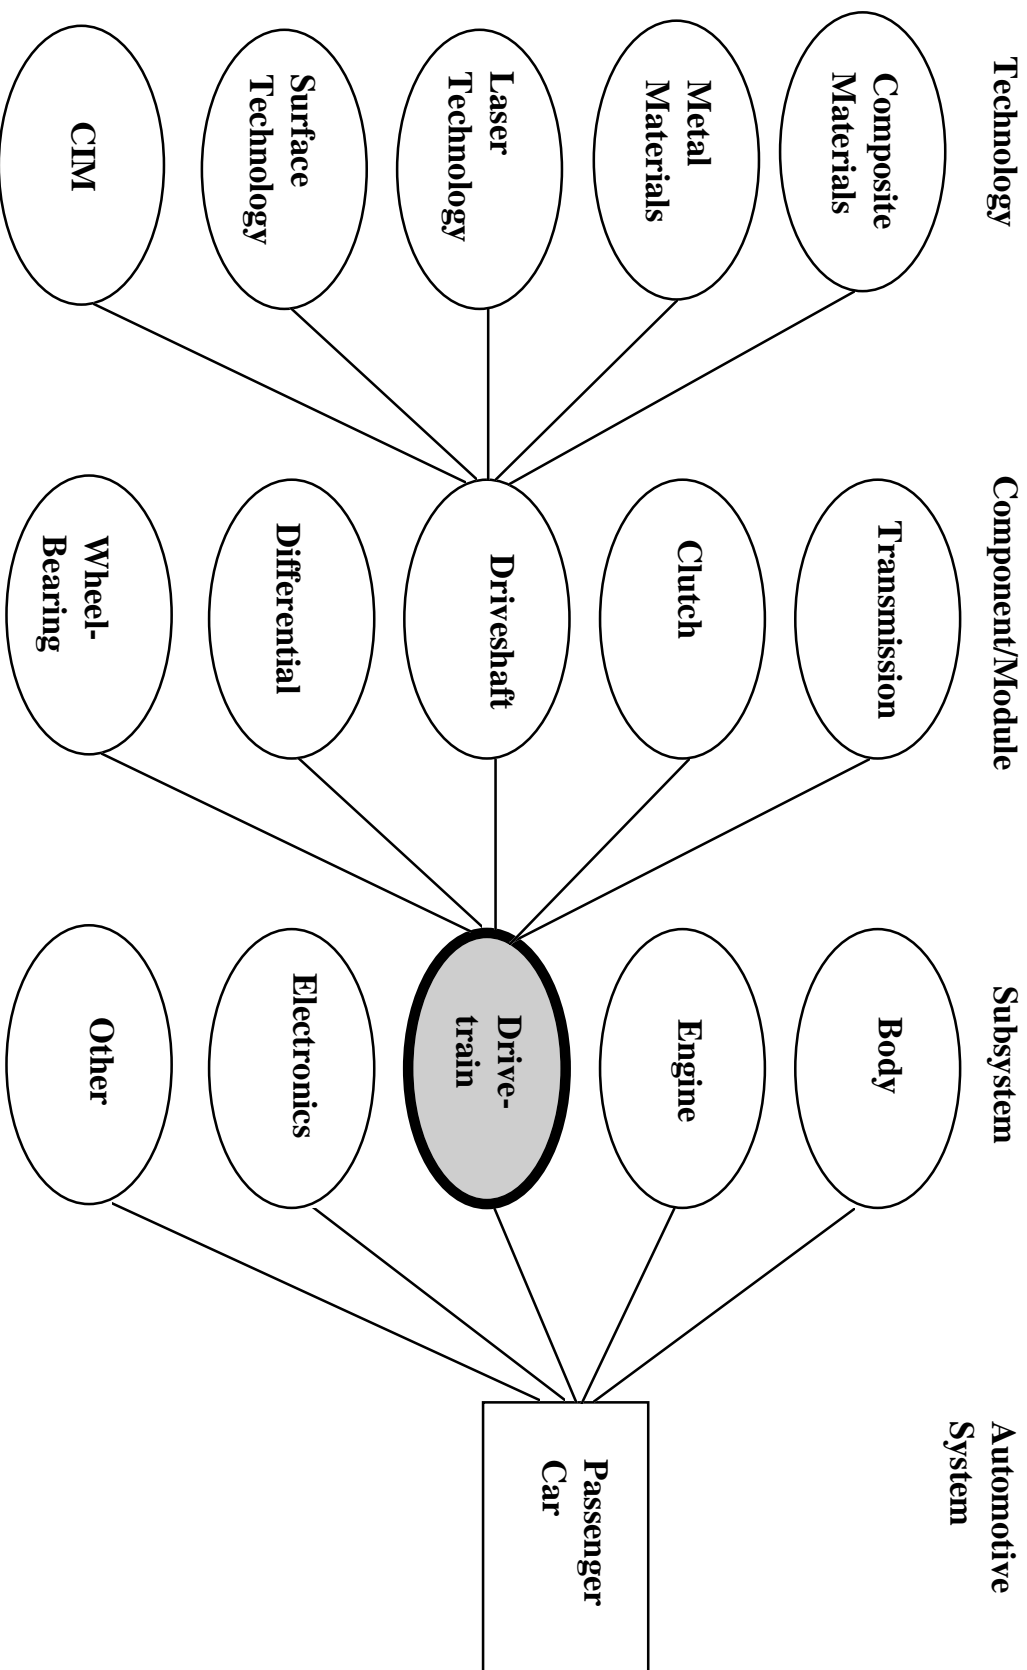 Technology
Component/Module
Subsystem
Automotive
System
Composite
Materials
Metal
Materials
Laser
Technology
Surface
Technology
CIM
Transmission
Clutch
Driveshaft
Differential
Wheel-
Bearing
Body
Engine
Drive-
train
Electronics
Other
Passenger
Car